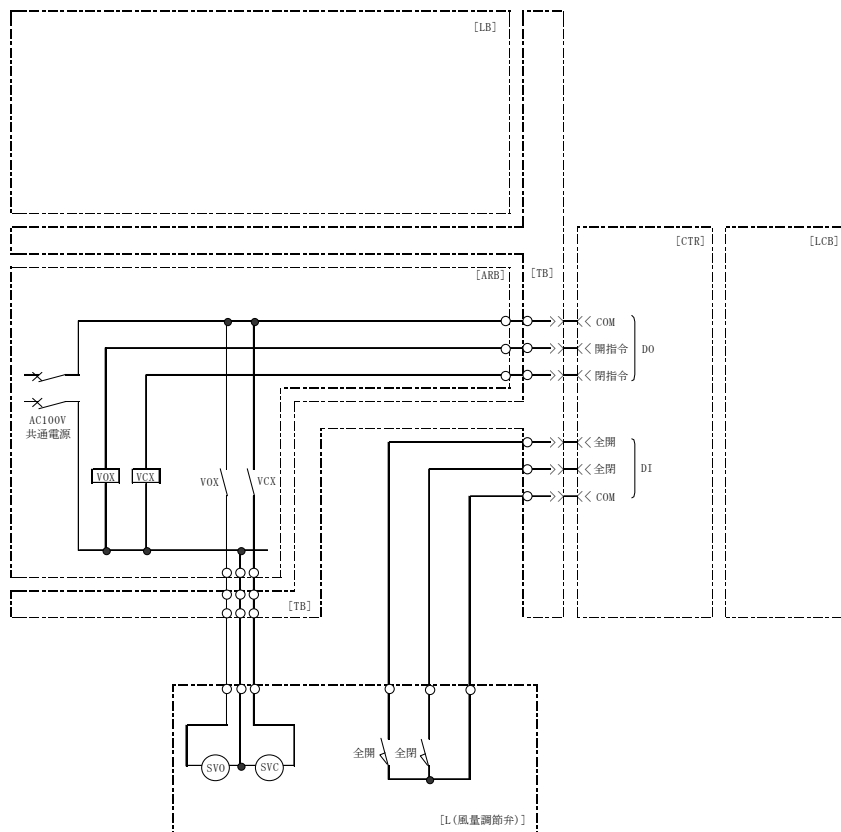 [LB]
[CTR]
[LCB]
[ARB]
[TB]
COM
開指令
DO
閉指令
AC100V
共通電源
全開
全閉
DI
COM
VOX
VCX
VOX
VCX
[TB]
全開
全閉
SVO
SVC
[L(風量調節弁)]